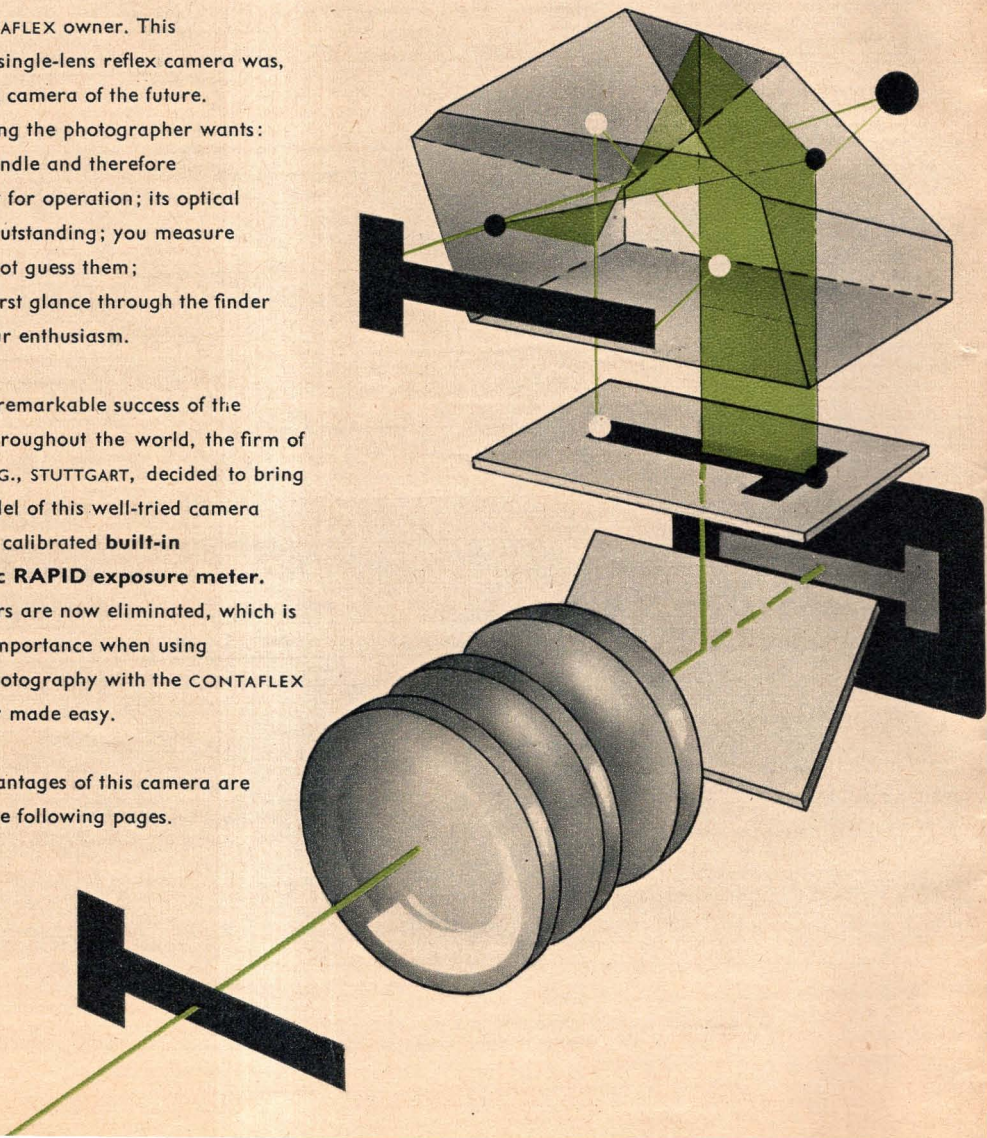 AFLEX owner. This
single-lens reflex camera was,
camera of the future.
ng the photographer wants:
ndle and therefore
for operation; its optical
utstanding; you measure
ot guess them;
rst glance through the finder
r enthusiasm.
remarkable success of the
roughout the world, the firm of
G., STUTTGART, decided to bring
del of this well-tried camera
calibrated built-in
c RAPID exposure meter.
rs are now eliminated, which is
mportance when using
otography with the CONTAFLEX
made easy.
antages of this camera are
e following pages.